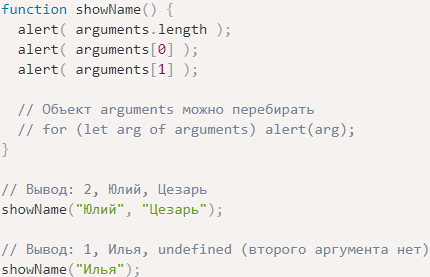 function showName() {
  alert( arguments.length );
  alert( arguments[0] );
  alert( arguments[1] );
  // Объект arguments можно перебирать
  // for (let arg of arguments) alert(arg);
}
// Вывод: 2, Юлий, Цезарь
showName("Юлий", "Цезарь");
// Вывод: 1, Илья, undefined (второго аргумента нет)
showName("Илья");